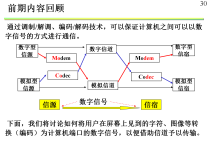 30
前期内容回顾
通过调制/解调、编码/解码技术，可以保证计算机之间可以以数
字信号的方式进行通信。
数字型
信源
数字信道
数字型
信宿
Modem
Modem
Codec
Codec
模拟型
信源
模拟信道
模拟型
信宿
信源
数字信号
信宿
下面，我们将讨论如何将用户在屏幕上见到的字符、图像等转
换（编码）为计算机端口的数字信号，以便借助信道予以传输。